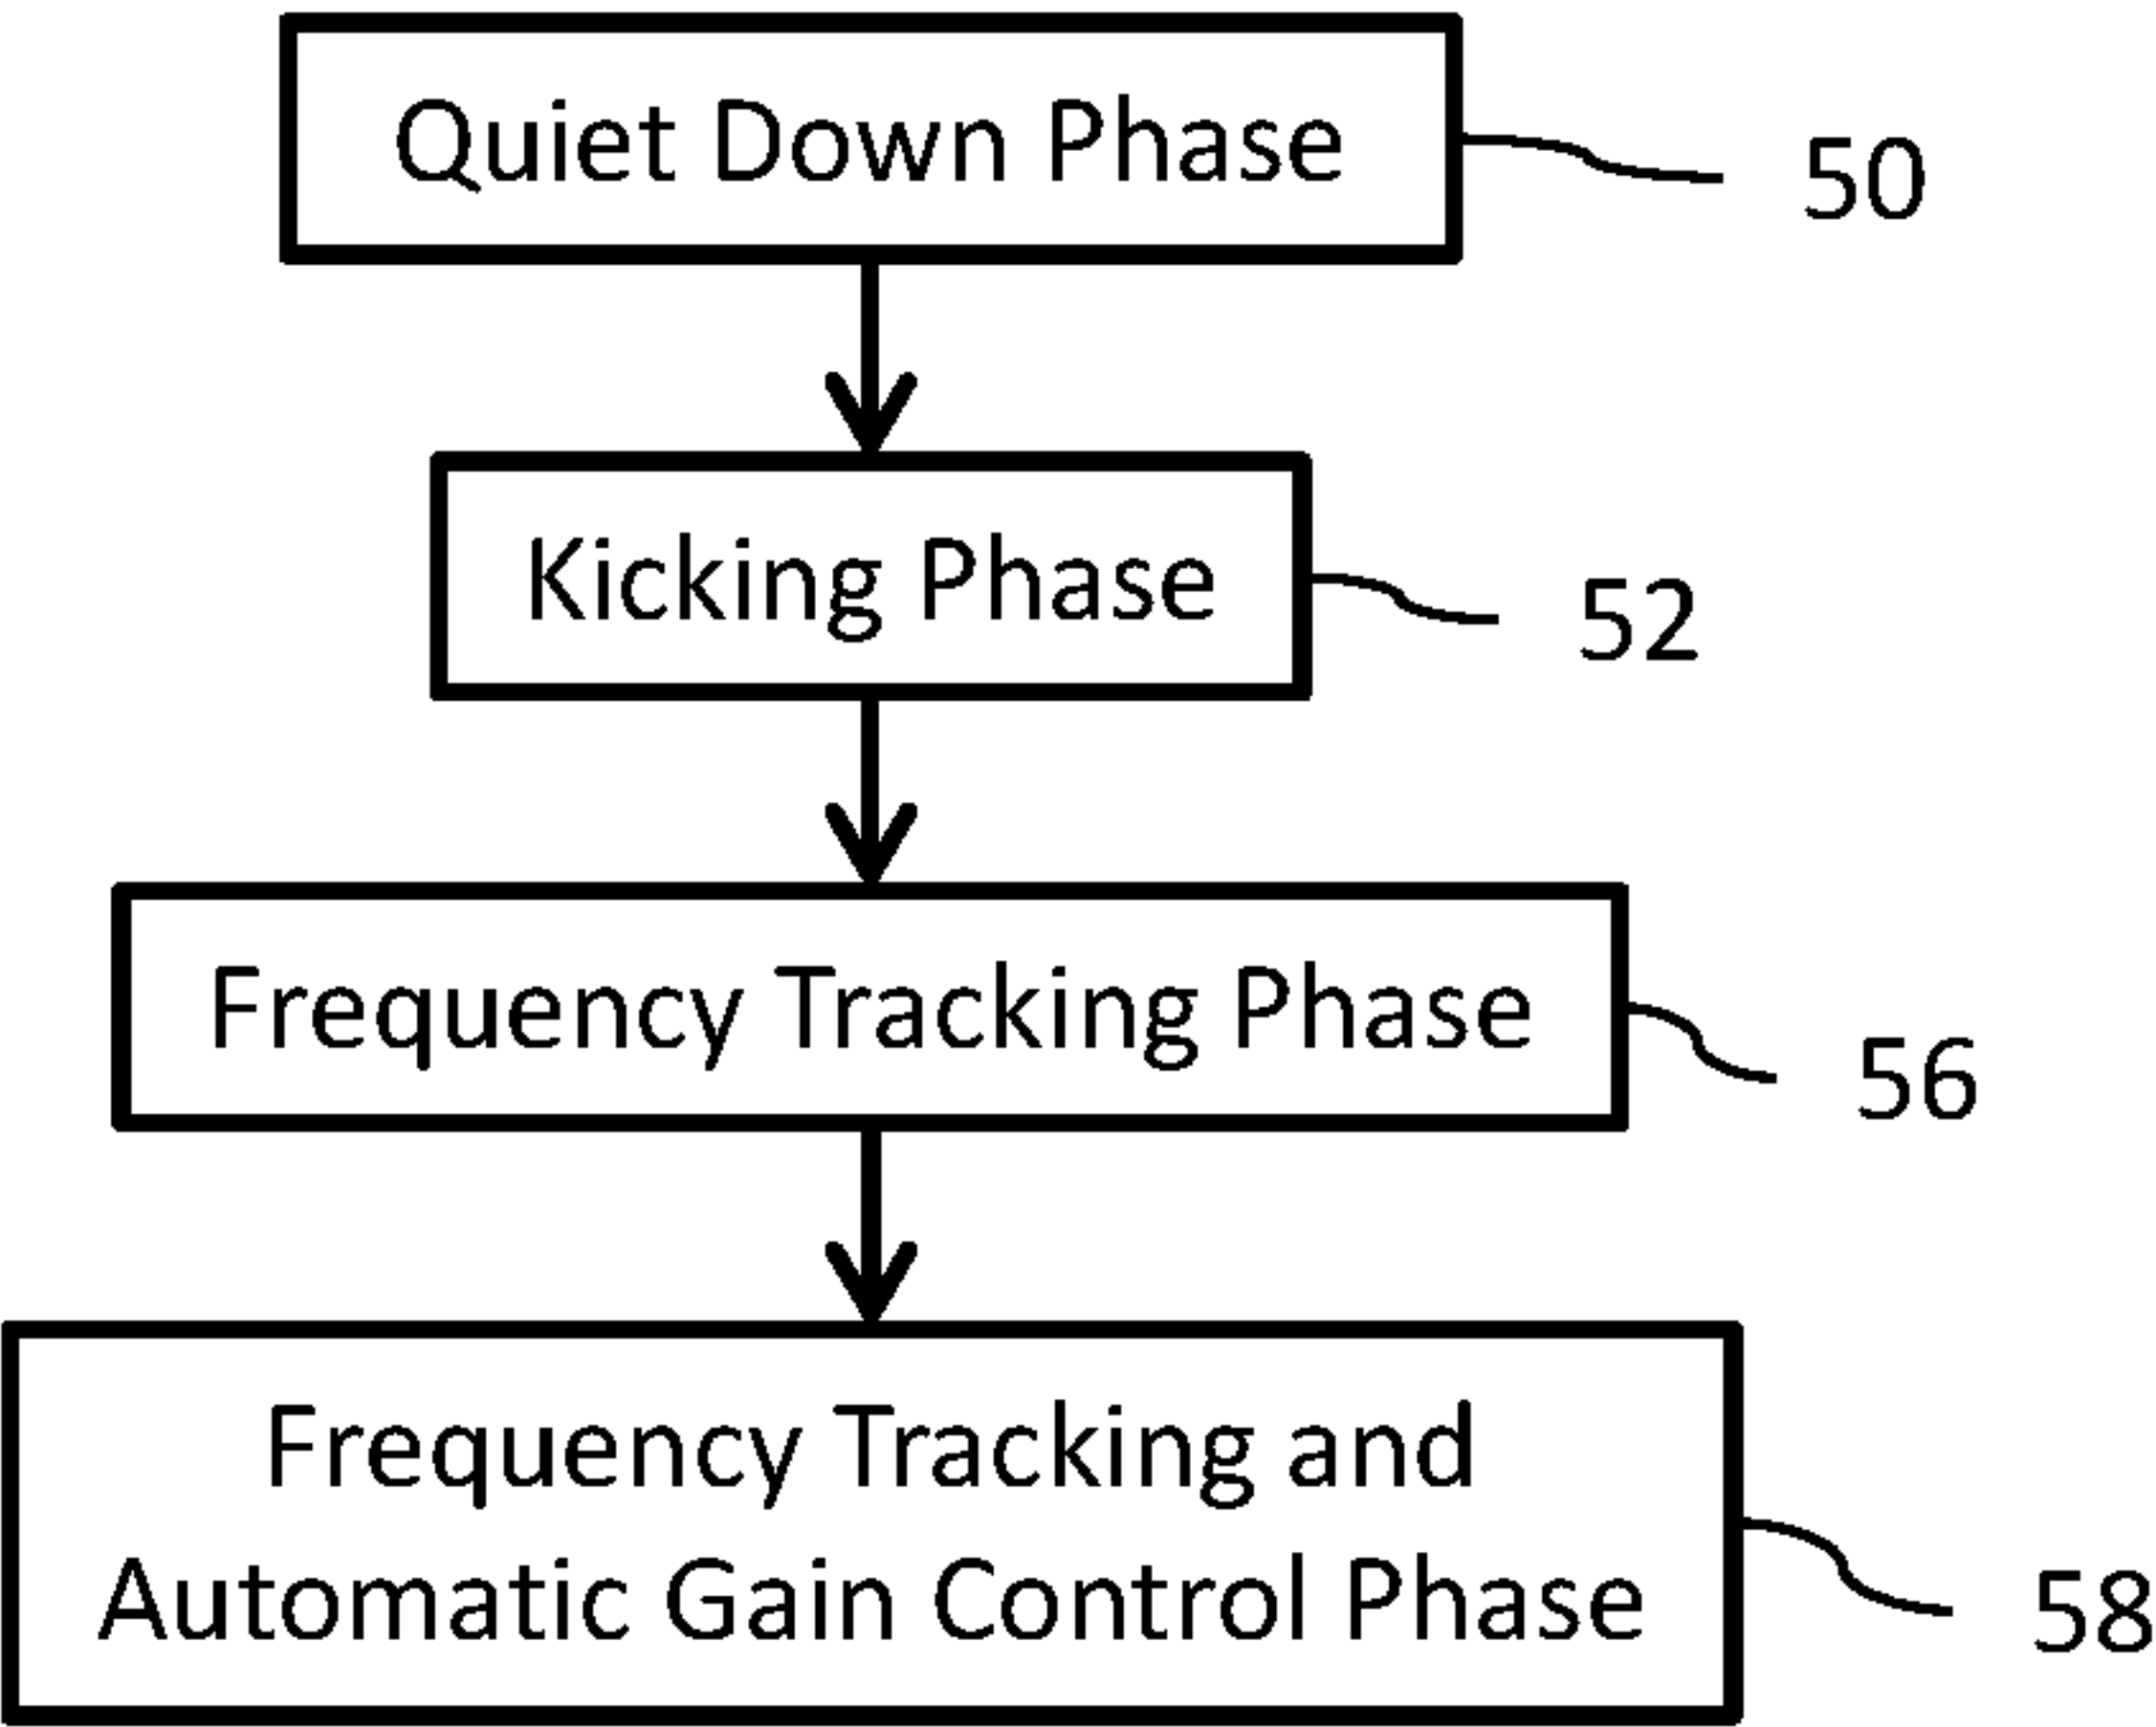 Quiet Down Phase
50
Kicking Phase
52
Frequency Tracking Phase
56
Frequency Tracking and
Automatic Gain Control Phase
58